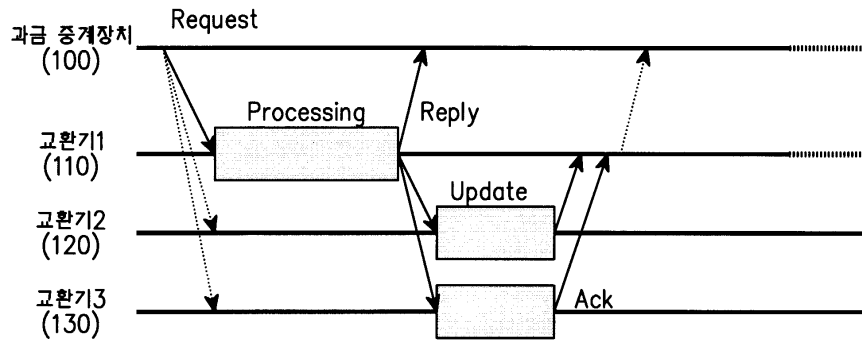 Request
과금 중계장치
(100)
Processing
Reply
교환기1
(110)
Update
교환기2
(120)
교환기3
(130)
Ack